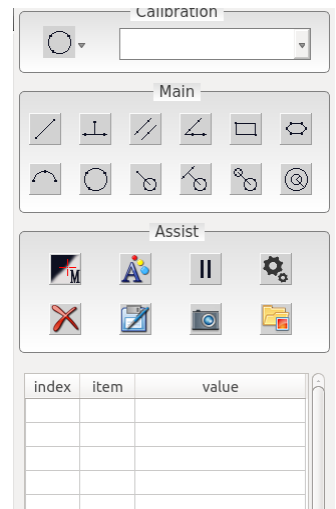 Calibration
Main
Assist
M
index item value